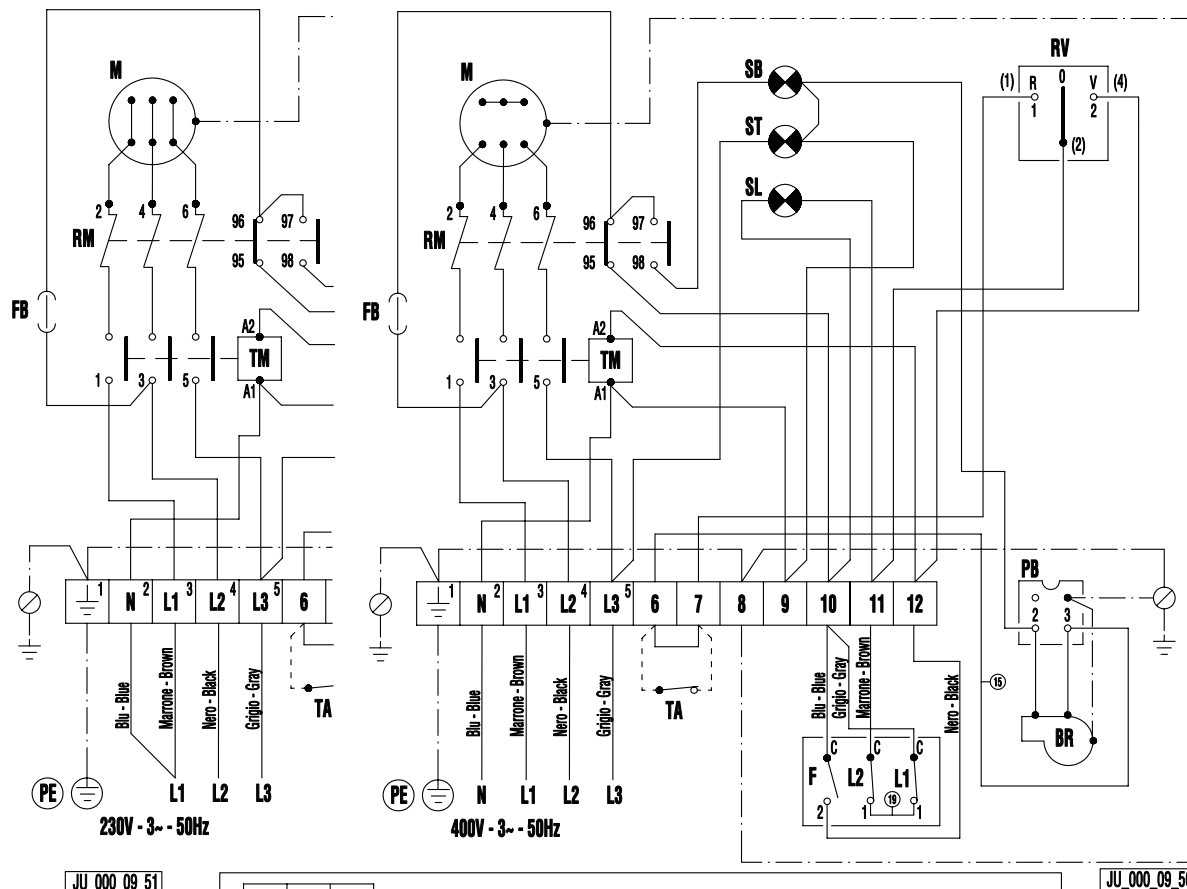 M
2 4 6
RM
96 97
95 98
FB
A2
TM
A1
1 3 5
1 N 2 L1 3 L2 4 L3 5 6
Blu - Blue
Marrone - Brown
Nero - Black
Grigio - Gray
TA
PE L1 L2 L3
230V - 3~ - 50Hz
JU_000_09_51
M
2 4 6
RM
96 97
95 98
FB
A2
TM
A1
1 3 5
SB
ST
SL
RV
(1) R 0 V (4)
1 2
(2)
1 N 2 L1 3 L2 4 L3 5 6 7 8 9 10 11 12
Blu - Blue
Marrone - Brown
Nero - Black
Grigio - Gray
TA
Blu - Blue
Grigio - Gray
Marrone - Brown
Nero - Black
PB
2 3
15
BR
C C C
F L2 L1
19
2 1 1
PE N L1 L2 L3
400V - 3~ - 50Hz